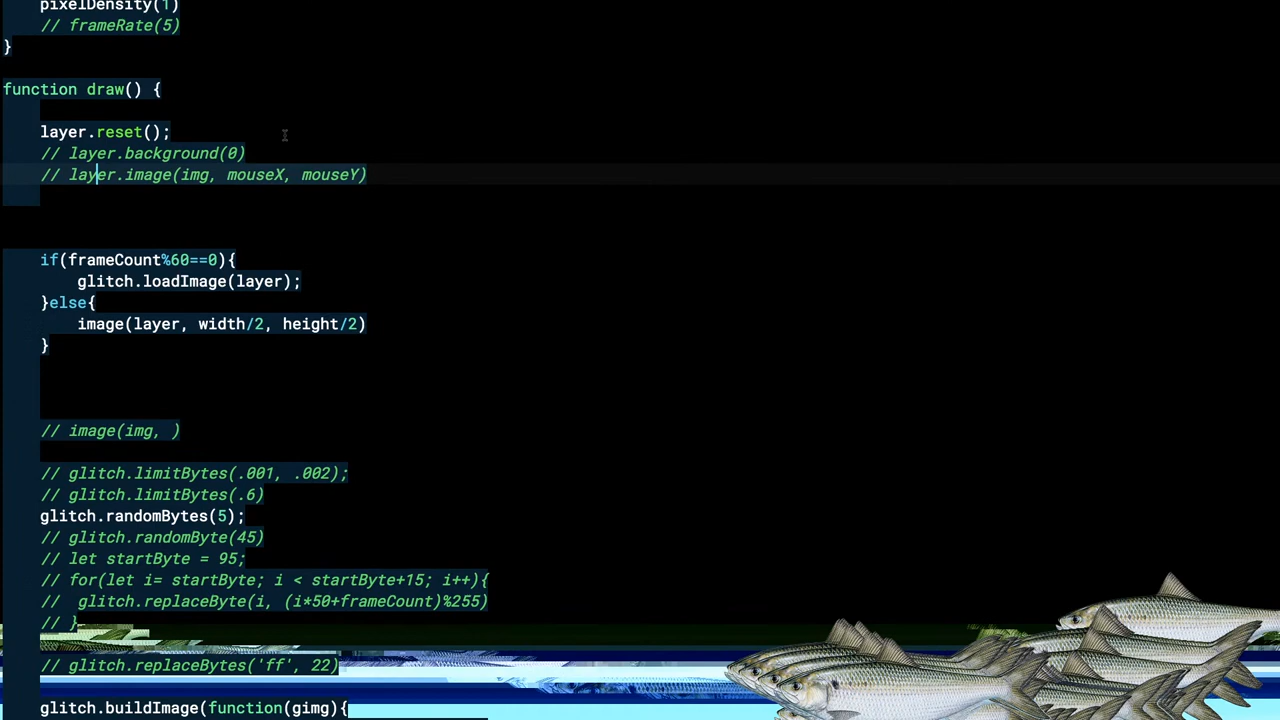 pixelDensity(1)
// frameRate(5)
}
function draw() {
layer.reset();
// layer.background(0)
// layer.image(img, mouseX, mouseY)
if(frameCount%60==0){
glitch.loadImage(layer);
}else{
image(layer, width/2, height/2)
}
// image(img, )
// glitch.limitBytes(.001, .002);
// glitch.limitBytes(.6)
glitch.randomBytes(5);
// glitch.randomByte(45)
// let startByte = 95;
// for(let i= startByte; i < startByte+15; i++){
//  glitch.replaceByte(i, (i*50+frameCount)%255)
// }
// glitch.replaceBytes('ff', 22)
glitch.buildImage(function(gimg){